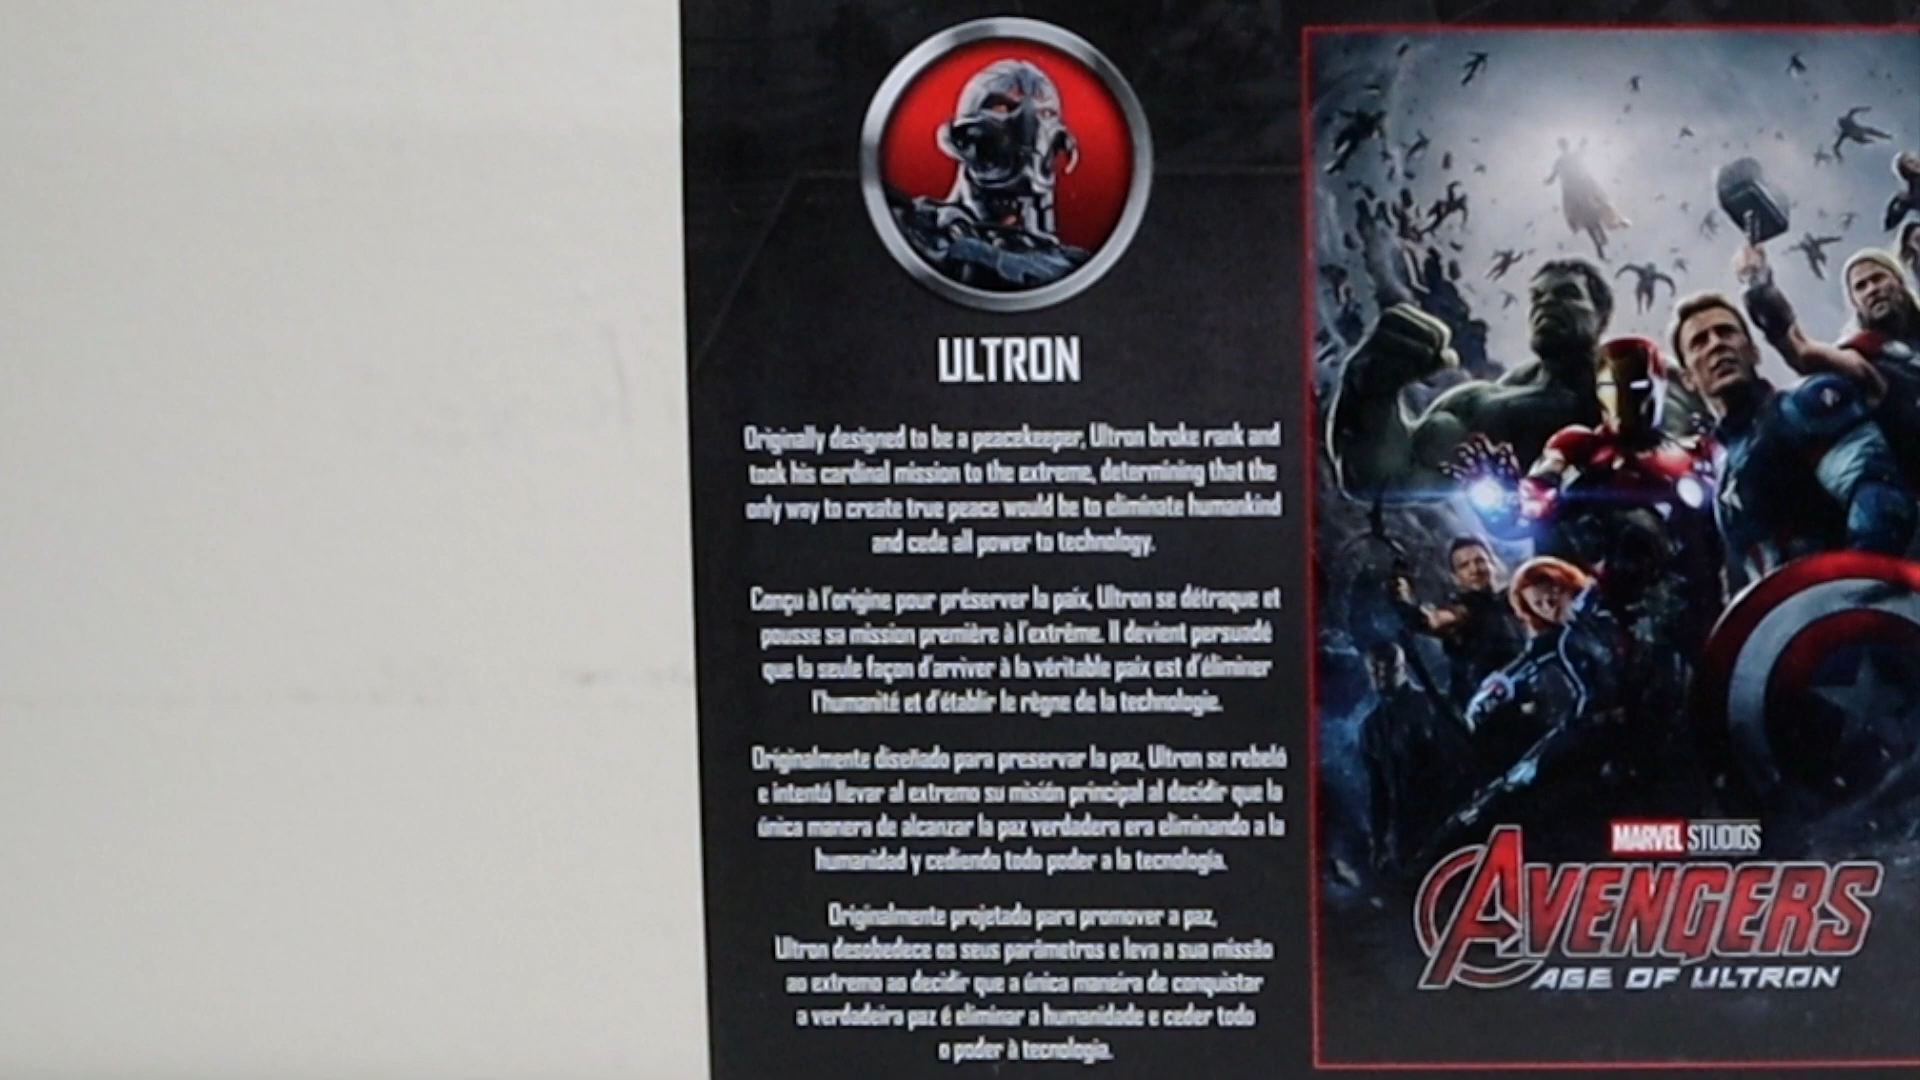 ULTRON
Originally designed to be a peacekeeper, Ultron broke rank and
took his cardinal mission to the extreme, determining that the
only way to create true peace would be to eliminate humankind
and cede all power to technology.
Conçu à l'origine pour préserver la paix, Ultron se détraque et
pousse sa mission première à l'extrême. Il devient persuadé
que la seule façon d'arriver à la véritable paix est d'éliminer
l'humanité et d'établir le règne de la technologie.
Originalmente diseñado para preservar la paz, Ultron se rebeló
e intentó llevar al extremo su misión principal al decidir que la
única manera de alcanzar la paz verdadera era eliminando a la
humanidad y cediendo todo poder a la tecnología.
Originalmente projetado para promover a paz,
Ultron desobedece os seus parâmetros e leva a sua missão
ao extremo ao decidir que a única maneira de conquistar
a verdadeira paz é eliminar a humanidade e ceder todo
o poder à tecnologia.
MARVEL STUDIOS
AVENGERS
AGE OF ULTRON